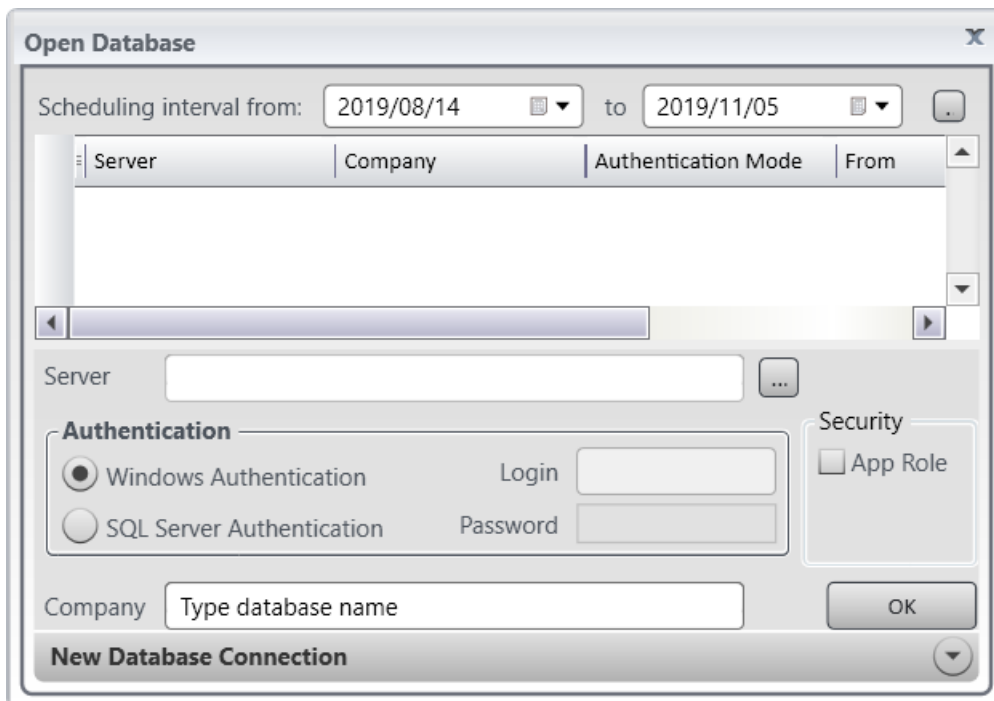 Open Database
Scheduling interval from: 2019/08/14 to 2019/11/05 .
Server Company Authentication Mode From
Server ...
Authentication Security
Windows Authentication Login App Role
SQL Server Authentication Password
Company Type database name OK
New Database Connection